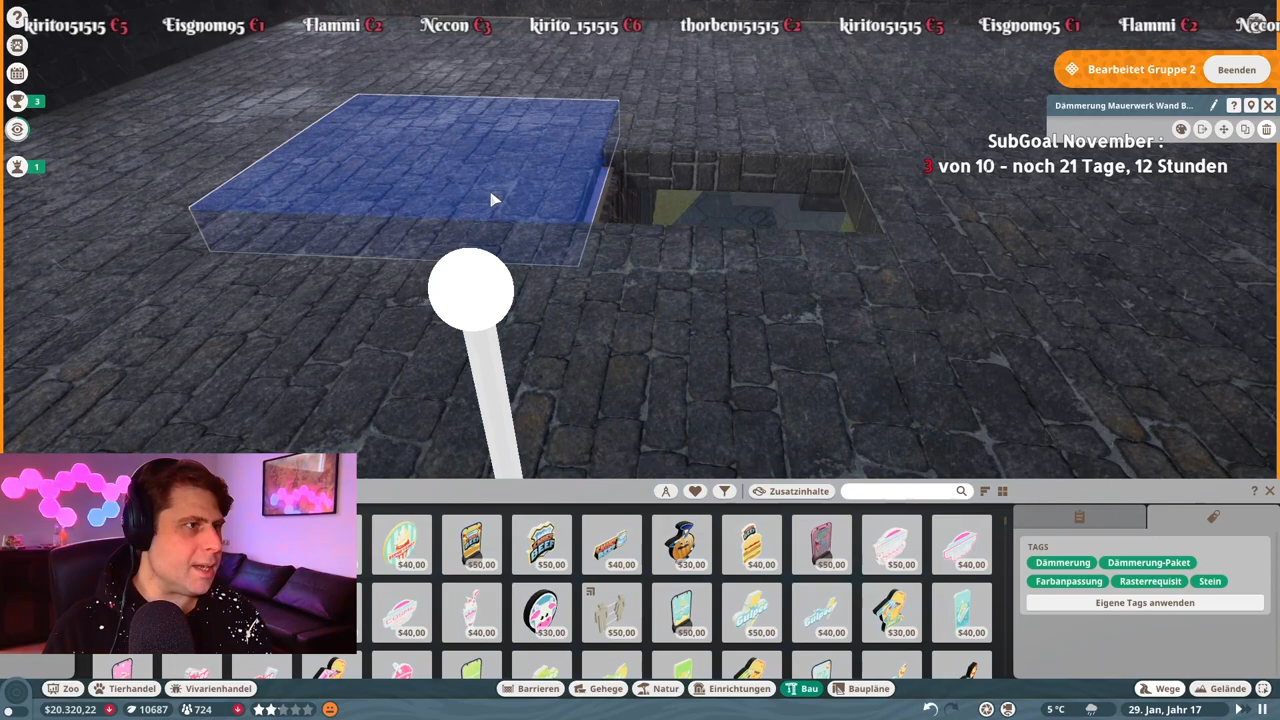 kirito151515 €5 Eisgnom95 €1 Flammi €2 Necon €3 kirito_151515 €6 thorben151515 €2 kirito151515 €5 Eisgnom95 €1 Flammi €2 Necon
Bearbeitet Gruppe 2 Beenden
Dämmerung Mauerwerk Wand B...
3
SubGoal November :
3 von 10 - noch 21 Tage, 12 Stunden
1
Zusatzinhalte
$40,00 $50,00 $50,00 $40,00 $30,00 $40,00 $50,00 $50,00 $40,00
$40,00 $40,00 $30,00 $50,00 $50,00 $50,00 $40,00 $30,00 $40,00
TAGS
Dämmerung Dämmerung-Paket
Farbanpassung Rasterrequisit Stein
Eigene Tags anwenden
Zoo Tierhandel Vivarienhandel Barrieren Gehege Natur Einrichtungen Bau Baupläne Wege Gelände
$20.320,22 10687 724 5 °C 29. Jan, Jahr 17